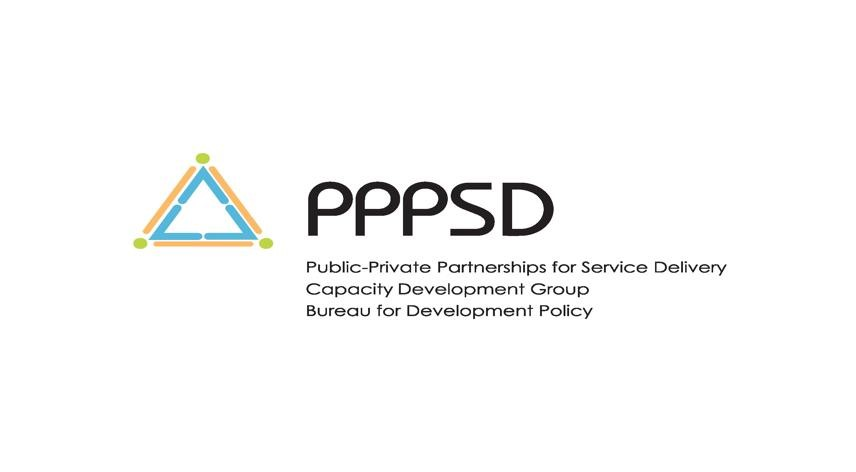 PPPSD
Public-Private Partnerships for Service Delivery
Capacity Development Group
Bureau for Development Policy